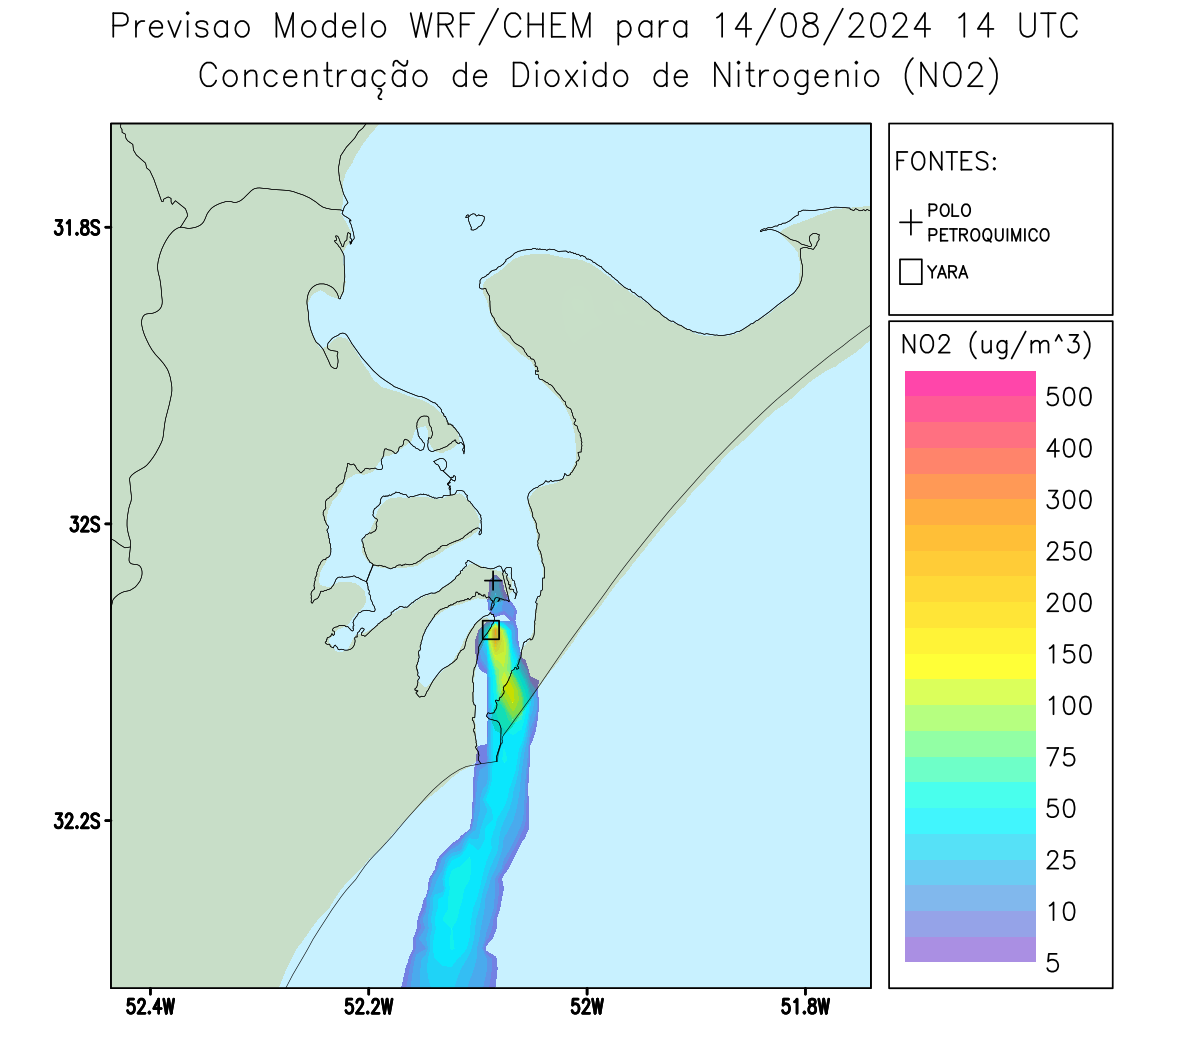 Previsao Modelo WRF/CHEM para 14/08/2024 14 UTC
Concentração de Dioxido de Nitrogenio (NO2)
FONTES:
POLO
PETROQUIMICO
YARA
NO2 (ug/m^3)
500
400
300
250
200
150
100
75
50
25
10
5
31.8S
32S
32.2S
52.4W
52.2W
52W
51.8W